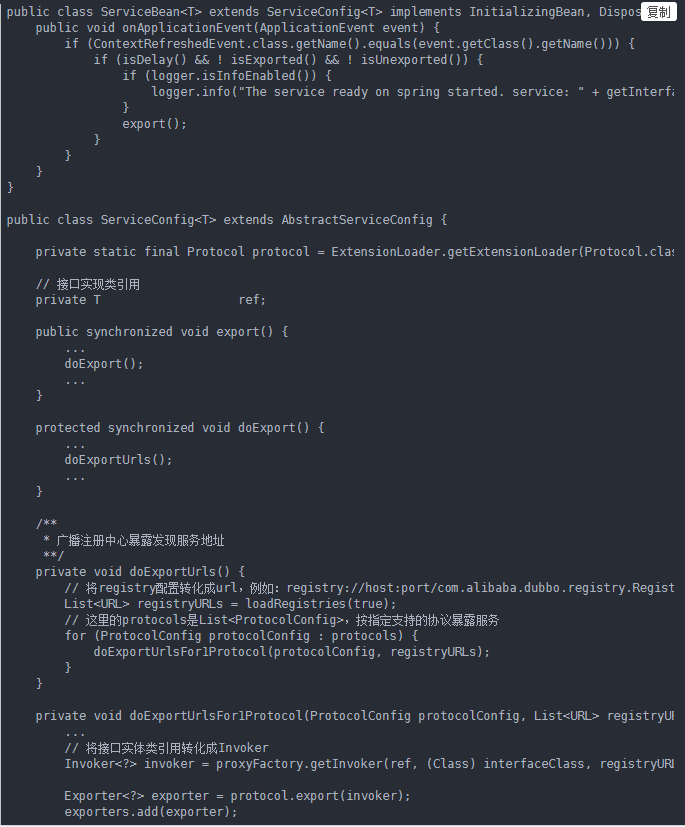 public class ServiceBean<T> extends ServiceConfig<T> implements InitializingBean, Dispos
复制
    public void onApplicationEvent(ApplicationEvent event) {
        if (ContextRefreshedEvent.class.getName().equals(event.getClass().getName())) {
            if (isDelay() && ! isExported() && ! isUnexported()) {
                if (logger.isInfoEnabled()) {
                    logger.info("The service ready on spring started. service: " + getInterfa
                }
                export();
            }
        }
    }
}

public class ServiceConfig<T> extends AbstractServiceConfig {

    private static final Protocol protocol = ExtensionLoader.getExtensionLoader(Protocol.clas

    // 接口实现类引用
    private T                   ref;

    public synchronized void export() {
        ...
        doExport();
        ...
    }

    protected synchronized void doExport() {
        ...
        doExportUrls();
        ...
    }

    /**
     * 广播注册中心暴露发现服务地址
     **/
    private void doExportUrls() {
        // 将registry配置转化成url，例如：registry://host:port/com.alibaba.dubbo.registry.Regist
        List<URL> registryURLs = loadRegistries(true);
        // 这里的protocols是List<ProtocolConfig>，按指定支持的协议暴露服务
        for (ProtocolConfig protocolConfig : protocols) {
            doExportUrlsFor1Protocol(protocolConfig, registryURLs);
        }
    }

    private void doExportUrlsFor1Protocol(ProtocolConfig protocolConfig, List<URL> registryUR
        ...
        // 将接口实体类引用转化成Invoker
        Invoker<?> invoker = proxyFactory.getInvoker(ref, (Class) interfaceClass, registryURL

        Exporter<?> exporter = protocol.export(invoker);
        exporters.add(exporter);